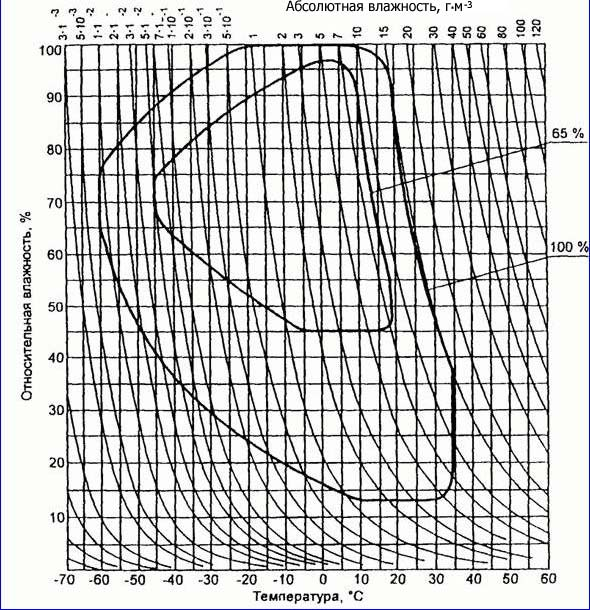 Абсолютная влажность, г·м-3
1 2 3 5 7 10 15 20 30 40 50 60 80 100 120
100
90
80
70
60
50
40
30
20
10
Относительная влажность, %
65 %
100 %
-70 -60 -50 -40 -30 -20 -10 0 10 20 30 40 50 60
Температура, °С